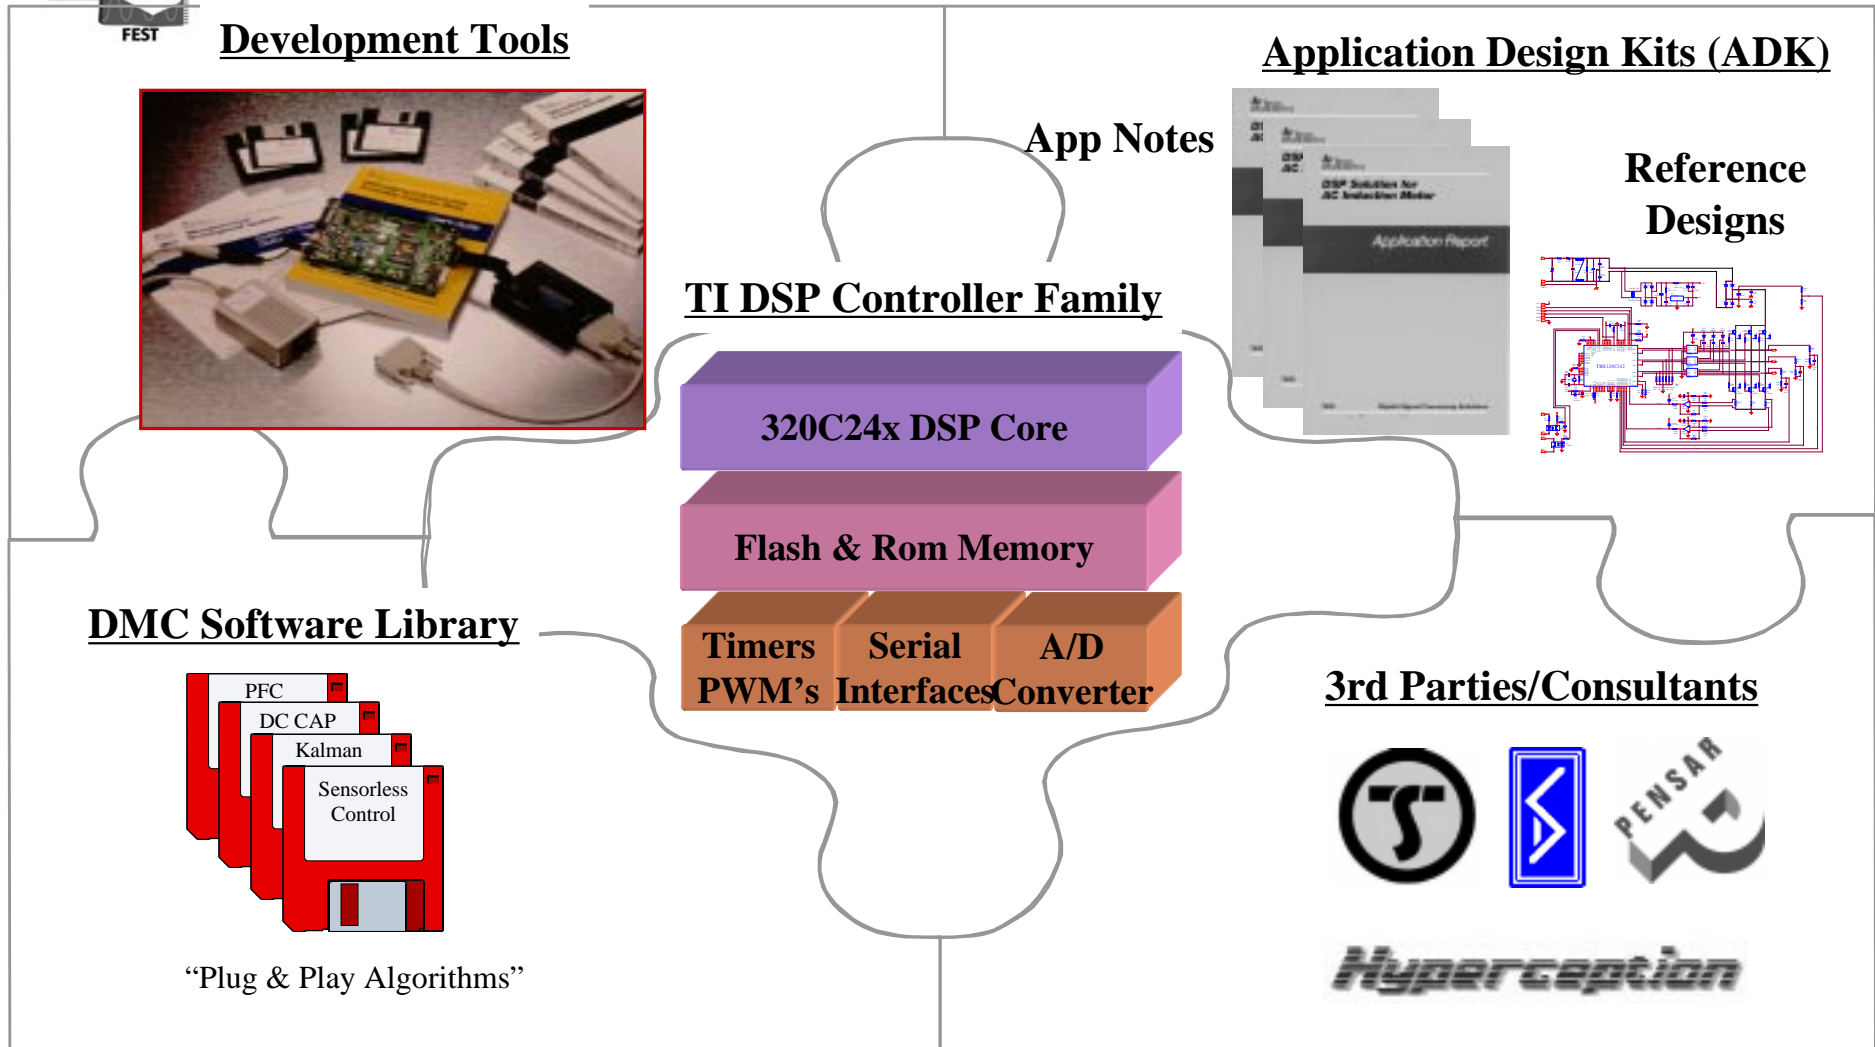 FEST
Development Tools
Application Design Kits (ADK)
App Notes
DSP Solution for
AC Induction Motor
Application Report
Reference
Designs
TMS320C242
TI DSP Controller Family
320C24x DSP Core
Flash & Rom Memory
Timers
PWM’s
Serial
Interfaces
A/D
Converter
DMC Software Library
PFC
DC CAP
Kalman
Sensorless
Control
“Plug & Play Algorithms”
3rd Parties/Consultants
PENSAR
Hyperception